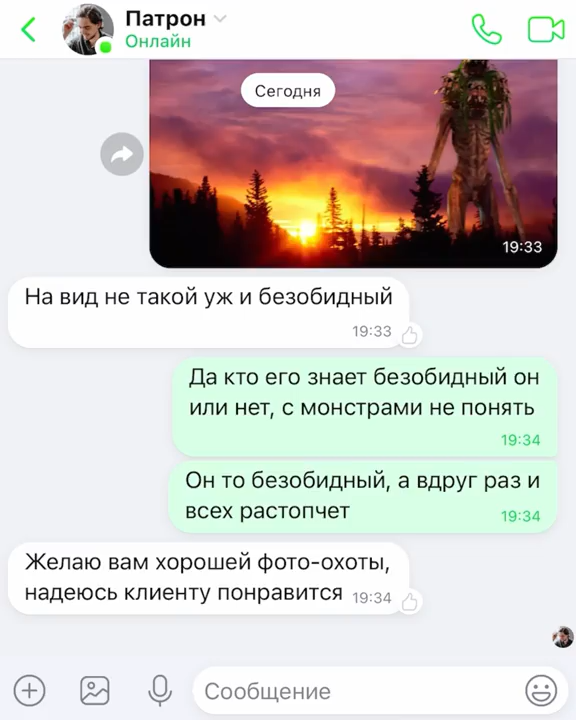 Патрон
Онлайн
Сегодня
19:33
На вид не такой уж и безобидный
19:33
Да кто его знает безобидный он
или нет, с монстрами не понять
19:34
Он то безобидный, а вдруг раз и
всех растопчет
19:34
Желаю вам хорошей фото-охоты,
надеюсь клиенту понравится
19:34
Сообщение